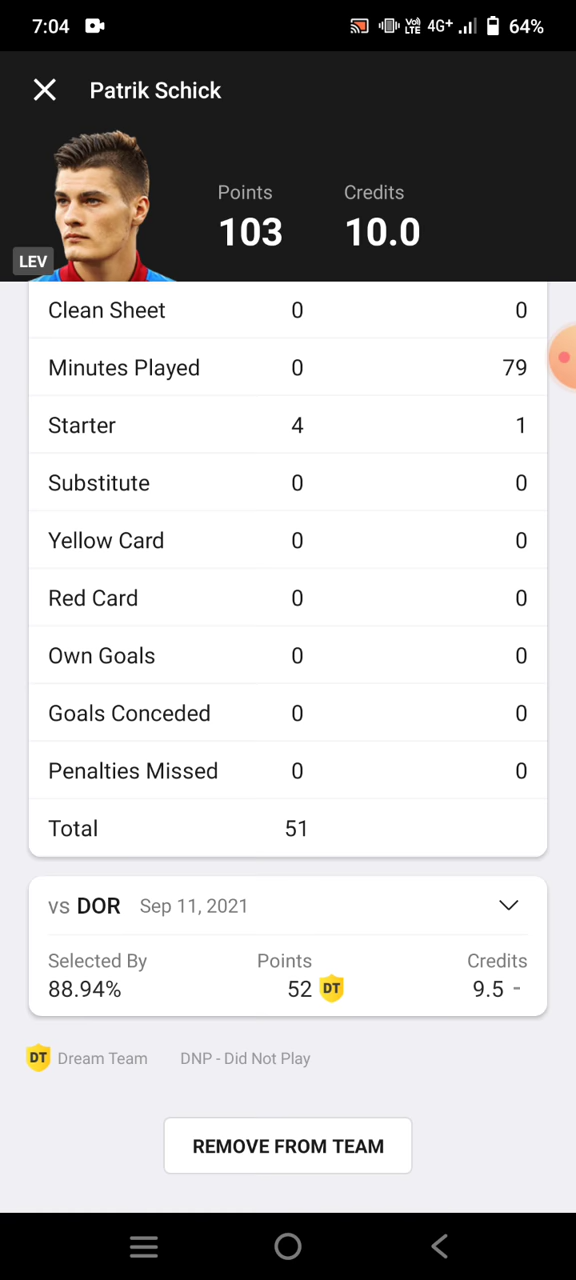 7:04 Vo) LTE 4G+ 64%
Patrik Schick
Points Credits
103 10.0
LEV
Clean Sheet 0 0
Minutes Played 0 79
Starter 4 1
Substitute 0 0
Yellow Card 0 0
Red Card 0 0
Own Goals 0 0
Goals Conceded 0 0
Penalties Missed 0 0
Total 51
vs DOR Sep 11, 2021
Selected By Points Credits
88.94% 52 DT 9.5 -
DT Dream Team DNP - Did Not Play
REMOVE FROM TEAM